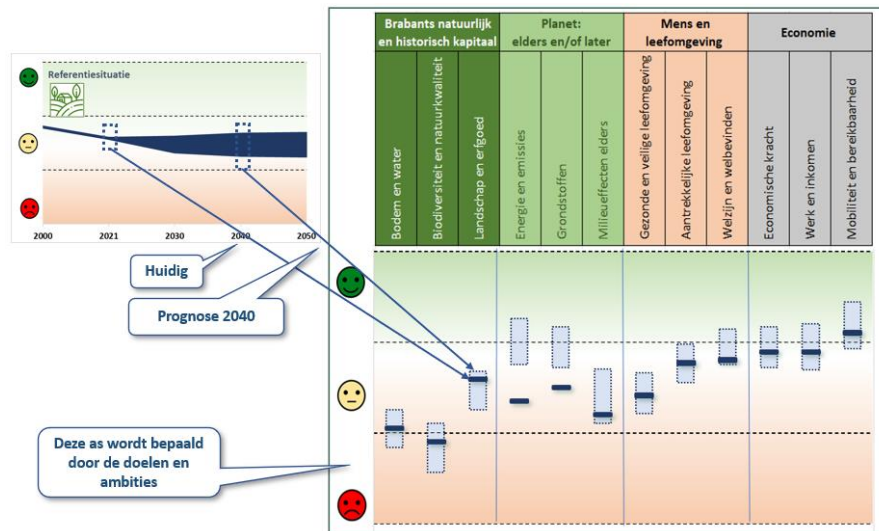 Referentiesituatie
2000 2021 2030 2040 2050
Huidig
Prognose 2040
Deze as wordt bepaald
door de doelen en
ambities
Brabants natuurlijk
en historisch kapitaal
Planet:
elders en/of later
Mens en
leefomgeving
Economie
Bodem en water
Biodiversiteit en natuurkwaliteit
Landschap en erfgoed
Energie en emissies
Grondstoffen
Milieueffecten elders
Gezonde en veilige leefomgeving
Aantrekkelijke leefomgeving
Welzijn en welbevinden
Economische kracht
Werk en inkomen
Mobiliteit en bereikbaarheid